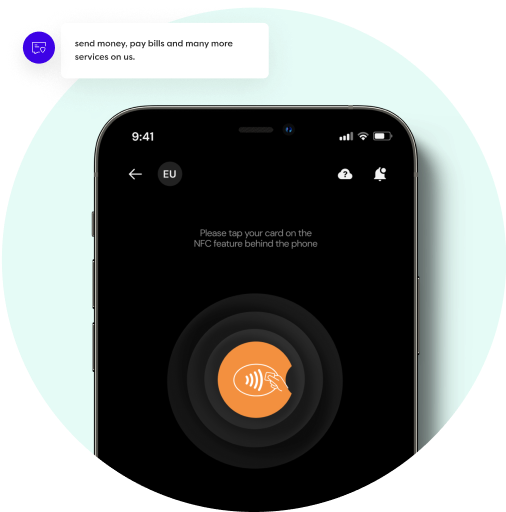 send money, pay bills and many more
services on us.
9:41
EU
Please tap your card on the
NFC feature behind the phone